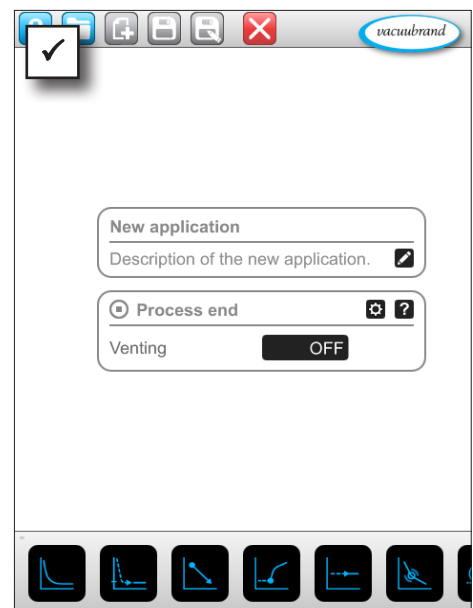 vacuubrand
New application
Description of the new application.
Process end
?
Venting
OFF